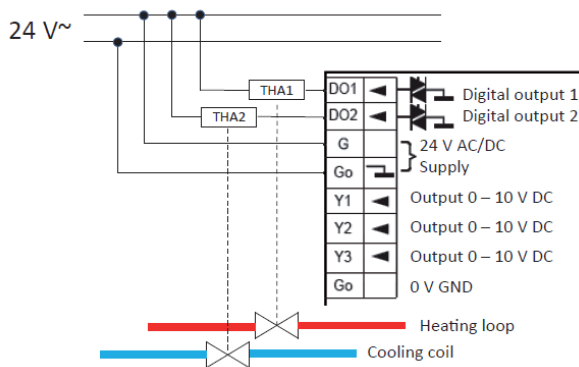 24 V~
THA1
DO1
Digital output 1
THA2
DO2
Digital output 2
G
24 V AC/DC
Supply
Go
Y1
Output 0 – 10 V DC
Y2
Output 0 – 10 V DC
Y3
Output 0 – 10 V DC
Go
0 V GND
Heating loop
Cooling coil